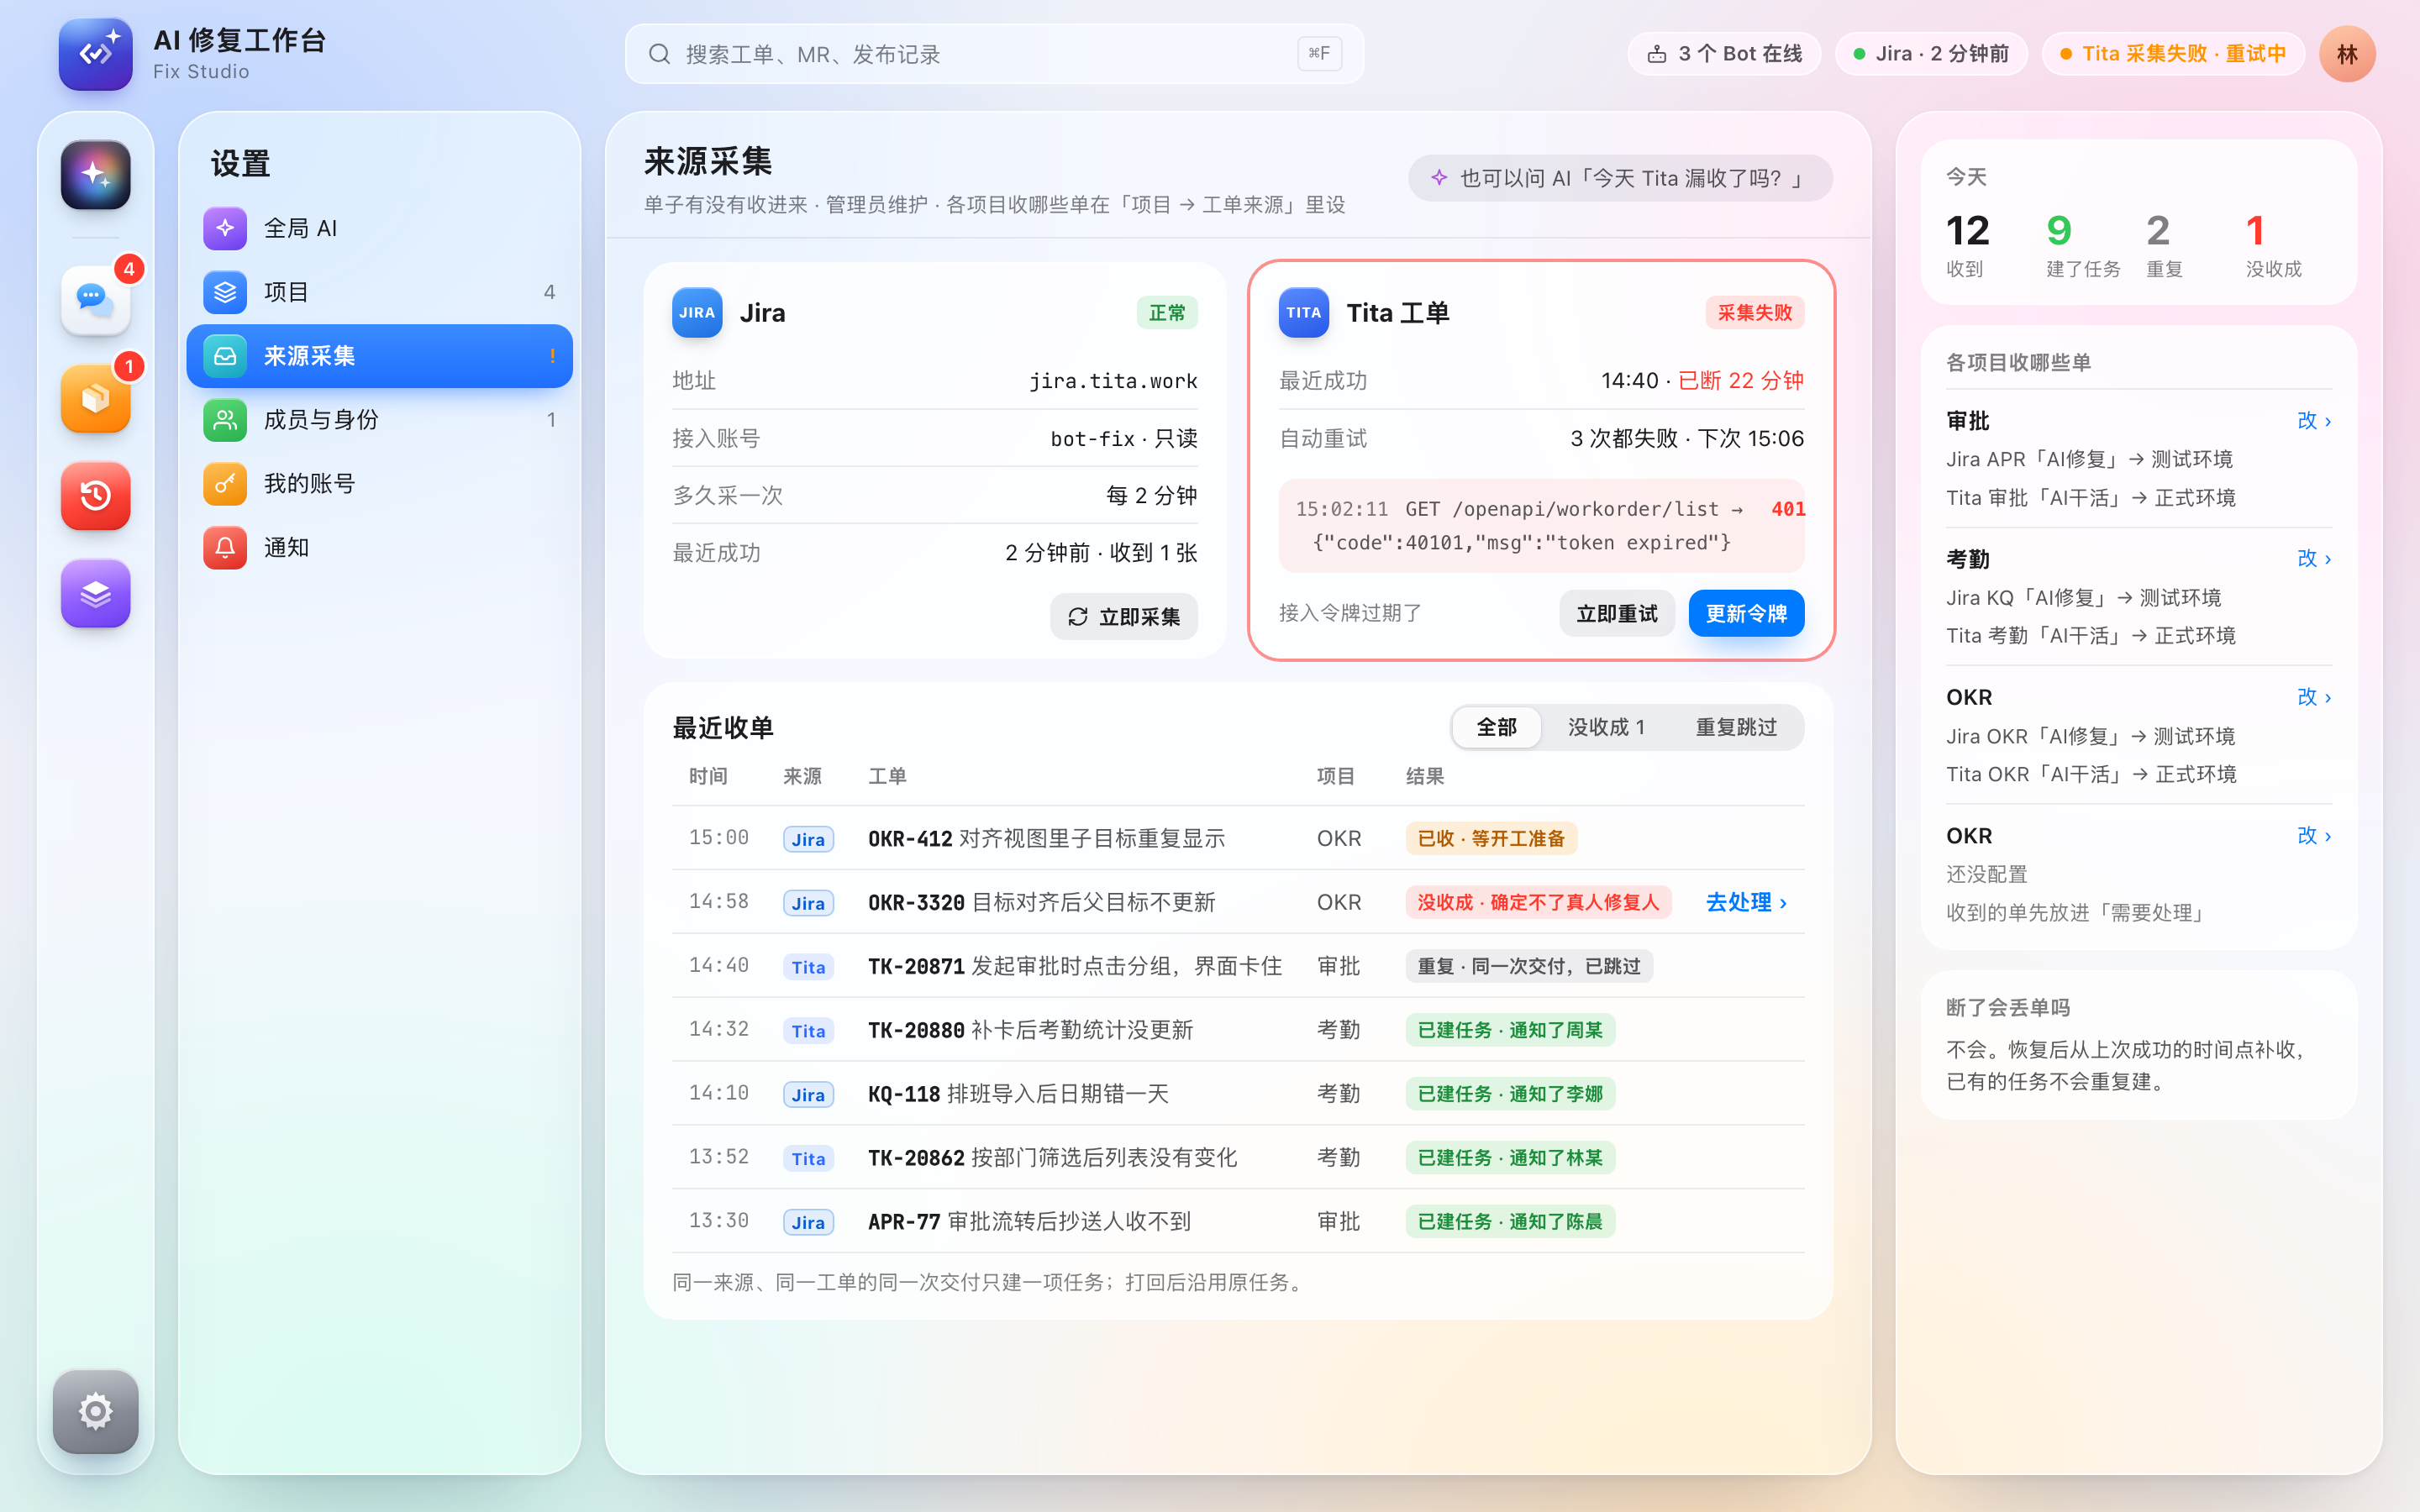 AI 修复工作台
Fix Studio
搜索工单、MR、发布记录
⌘F
3 个 Bot 在线
Jira · 2 分钟前
Tita 采集失败 · 重试中
林
4
1
设置
全局 AI
项目
4
来源采集
!
成员与身份
1
我的账号
通知
来源采集
单子有没有收进来 · 管理员维护 · 各项目收哪些单在「项目 → 工单来源」里设
也可以问 AI「今天 Tita 漏收了吗？」
JIRA
Jira
正常
地址
jira.tita.work
接入账号
bot-fix · 只读
多久采一次
每 2 分钟
最近成功
2 分钟前 · 收到 1 张
立即采集
TITA
Tita 工单
采集失败
最近成功
14:40 · 已断 22 分钟
自动重试
3 次都失败 · 下次 15:06
15:02:11 GET /openapi/workorder/list → 401
{"code":40101,"msg":"token expired"}
接入令牌过期了
立即重试
更新令牌
最近收单
全部
没收成 1
重复跳过
时间 来源 工单 项目 结果
15:00 Jira OKR-412 对齐视图里子目标重复显示 OKR 已收 · 等开工准备
14:58 Jira OKR-3320 目标对齐后父目标不更新 OKR 没收成 · 确定不了真人修复人 去处理 ›
14:40 Tita TK-20871 发起审批时点击分组，界面卡住 审批 重复 · 同一次交付，已跳过
14:32 Tita TK-20880 补卡后考勤统计没更新 考勤 已建任务 · 通知了周某
14:10 Jira KQ-118 排班导入后日期错一天 考勤 已建任务 · 通知了李娜
13:52 Tita TK-20862 按部门筛选后列表没有变化 考勤 已建任务 · 通知了林某
13:30 Jira APR-77 审批流转后抄送人收不到 审批 已建任务 · 通知了陈晨
同一来源、同一工单的同一次交付只建一项任务；打回后沿用原任务。
今天
12 9 2 1
收到 建了任务 重复 没收成
各项目收哪些单
审批 改 ›
Jira APR「AI修复」→ 测试环境
Tita 审批「AI干活」→ 正式环境
考勤 改 ›
Jira KQ「AI修复」→ 测试环境
Tita 考勤「AI干活」→ 正式环境
OKR 改 ›
Jira OKR「AI修复」→ 测试环境
Tita OKR「AI干活」→ 正式环境
OKR 改 ›
还没配置
收到的单先放进「需要处理」
断了会丢单吗
不会。恢复后从上次成功的时间点补收，
已有的任务不会重复建。